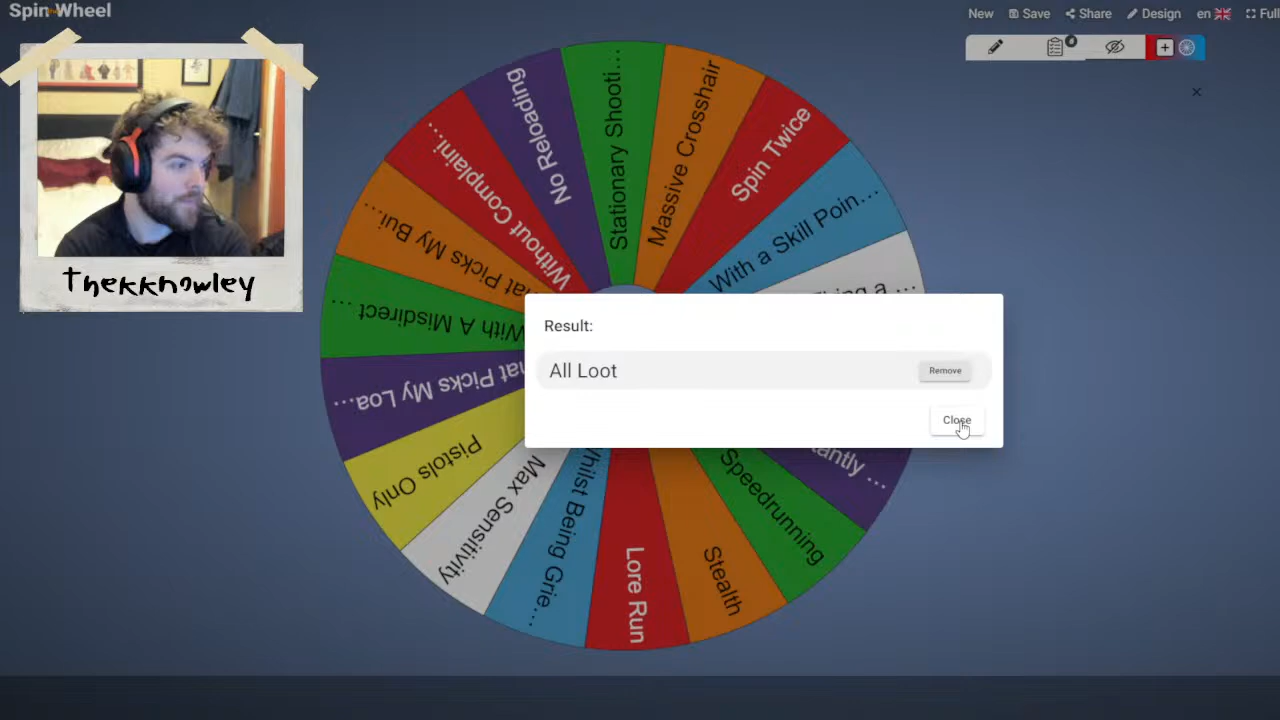 Spin the Wheel
New Save Share Design en Full
Thekknowley
No Reloading
Stationary Shooti...
Massive Crosshair
Spin Twice
With a Skill Poin...
Without Complaini...
hat Picks My Bui...
With A Misdirect ...
hat Picks My Loa...
Pistols Only
Max Sensitivity
Whilst Being Grie...
Lore Run
Stealth
Speedrunning
tantly ...
Result:
All Loot
Remove
Close